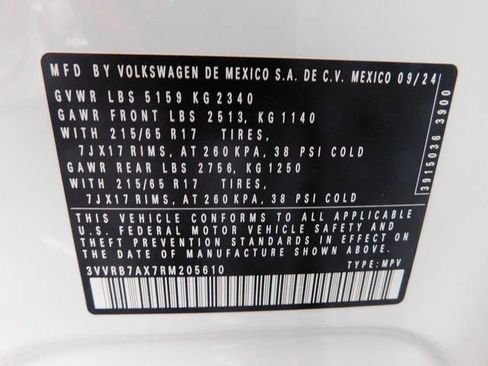 MFD BY VOLKSWAGEN DE MEXICO S.A. DE C.V. MEXICO 09/24
GVWR LBS 5159 KG 2340
GAWR FRONT LBS 2513, KG 1140
WITH 215/65 R17 TIRES,
7JX17 RIMS, AT 260 KPA, 38 PSI COLD
GAWR REAR LBS 2756, KG 1250
WITH 215/65 R17 TIRES,
7JX17 RIMS, AT 260 KPA, 38 PSI COLD
THIS VEHICLE CONFORMS TO ALL APPLICABLE
U.S. FEDERAL MOTOR VEHICLE SAFETY AND
THEFT PREVENTION STANDARDS IN EFFECT ON
THE DATE OF MANUFACTURE SHOWN ABOVE.
3VVRB7AX7RM205610 TYPE: MPV
3915036 3900